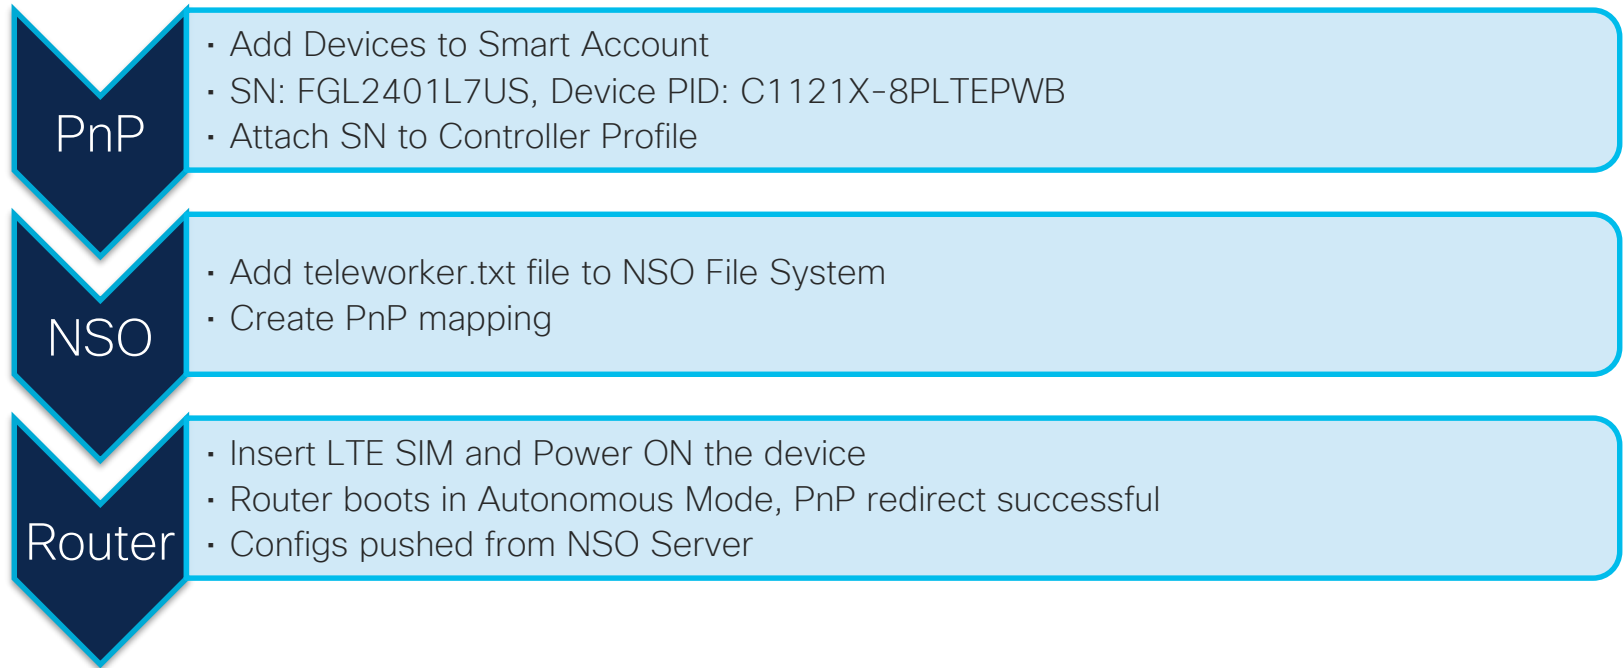 PnP
· Add Devices to Smart Account
· SN: FGL2401L7US, Device PID: C1121X-8PLTEPWB
· Attach SN to Controller Profile
NSO
· Add teleworker.txt file to NSO File System
· Create PnP mapping
Router
· Insert LTE SIM and Power ON the device
· Router boots in Autonomous Mode, PnP redirect successful
· Configs pushed from NSO Server